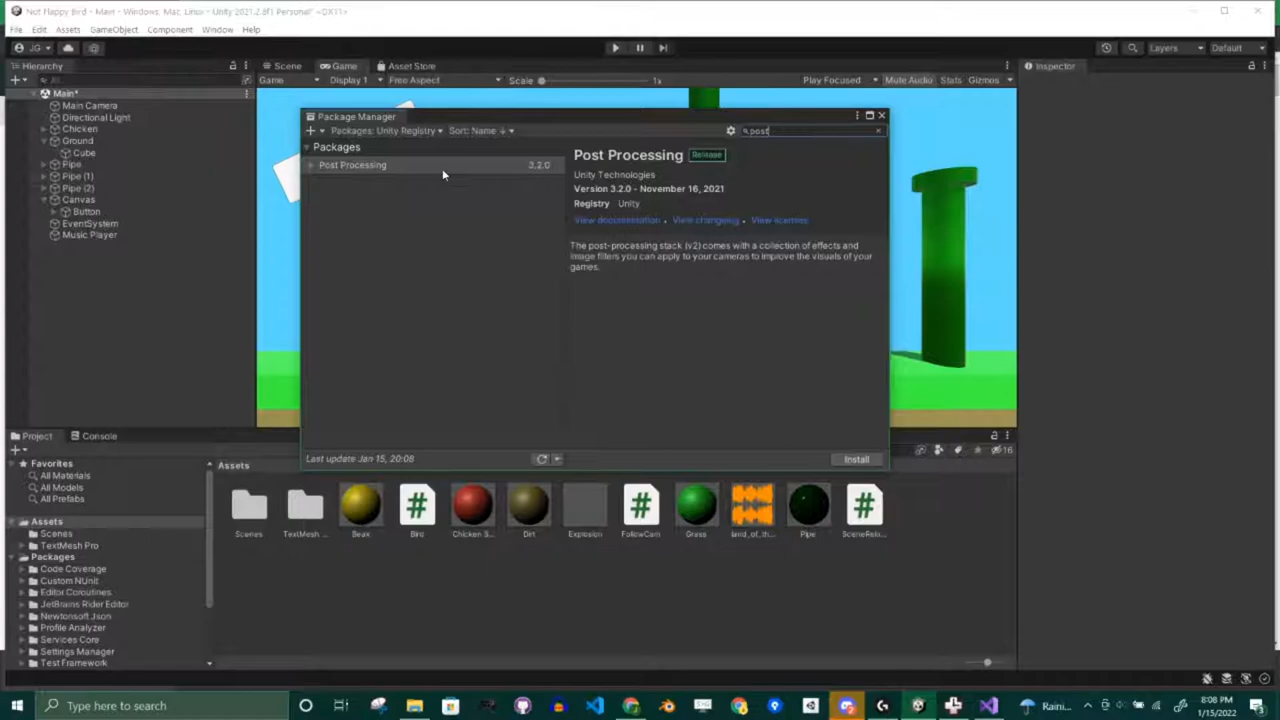 Not Flappy Bird - Main - Windows, Mac, Linux - Unity 2021.2.8f1 Personal* <DX11>
File Edit Assets GameObject Component Window Help
JG Layers Default
Hierarchy
Scene Game Asset Store
Inspector
All
Game Display 1 Free Aspect Scale 1x Play Focused Mute Audio Stats Gizmos
Main*
Main Camera
Directional Light
Chicken
Ground
Cube
Pipe
Pipe (1)
Pipe (2)
Canvas
Button
EventSystem
Music Player
Package Manager
Packages: Unity Registry Sort: Name ↓ post
Packages
Post Processing 3.2.0
Post Processing Release
Unity Technologies
Version 3.2.0 - November 16, 2021
Registry Unity
View documentation • View changelog • View licenses
The post-processing stack (v2) comes with a collection of effects and
image filters you can apply to your cameras to improve the visuals of your
games.
Last update Jan 15, 20:08
Install
Project Console
16
Favorites
All Materials
All Models
All Prefabs
Assets
Scenes
TextMesh Pro
Packages
Code Coverage
Custom NUnit
Editor Coroutines
JetBrains Rider Editor
Newtonsoft Json
Profile Analyzer
Services Core
Settings Manager
Test Framework
Assets
Scenes TextMesh ... Beak Bird Chicken S... Dirt Explosion FollowCam Grass land_of_th... Pipe SceneRelo...
Type here to search
Raini...
8:08 PM
1/15/2022